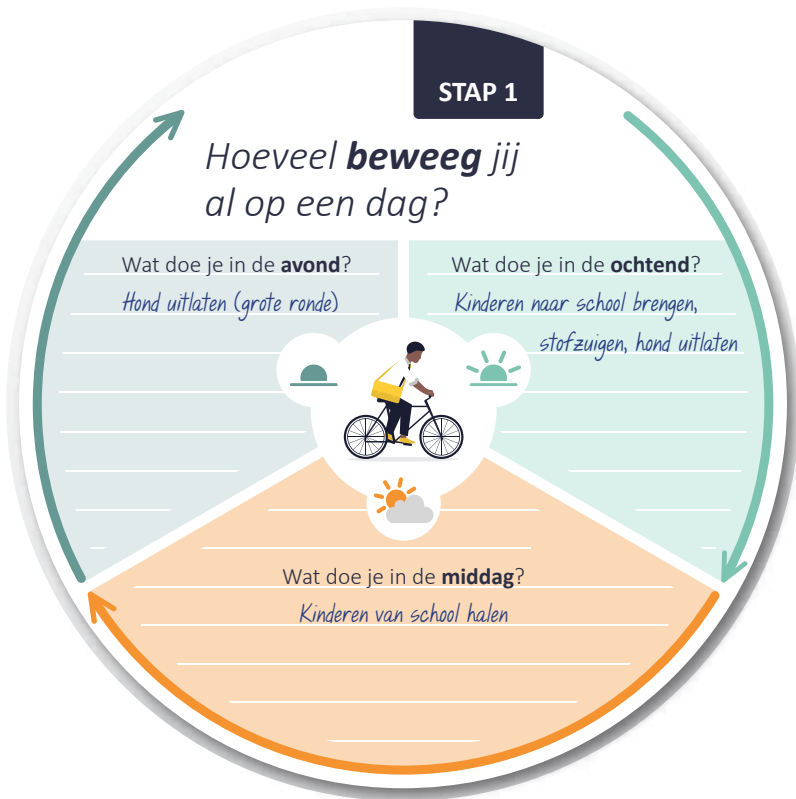 STAP 1
Hoeveel beweeg jij
al op een dag?
Wat doe je in de avond?
Hond uitlaten (grote ronde)
Wat doe je in de ochtend?
Kinderen naar school brengen,
stofzuigen, hond uitlaten
Wat doe je in de middag?
Kinderen van school halen